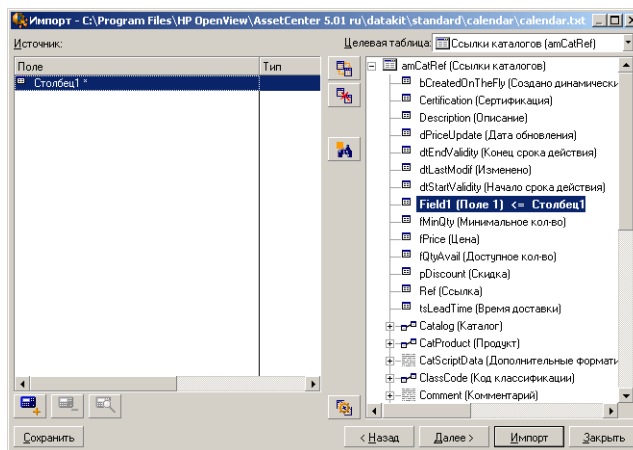 Импорт - C:\Program Files\HP OpenView\AssetCenter 5.01 ru\datakit\standard\calendar\calendar.txt
Источник:
Целевая таблица: Ссылки каталогов (amCatRef)
Поле Тип
Столбец1 *
amCatRef (Ссылки каталогов)
bCreatedOnTheFly (Создано динамически
Certification (Сертификация)
Description (Описание)
dPriceUpdate (Дата обновления)
dtEndValidity (Конец срока действия)
dtLastModif (Изменено)
dtStartValidity (Начало срока действия)
Field1 (Поле 1) <= Столбец1
fMinQty (Минимальное кол-во)
fPrice (Цена)
fQtyAvail (Доступное кол-во)
pDiscount (Скидка)
Ref (Ссылка)
tsLeadTime (Время доставки)
Catalog (Каталог)
CatProduct (Продукт)
CatScriptData (Дополнительные формати
ClassCode (Код классификации)
Comment (Комментарий)
Сохранить
< Назад
Далее >
Импорт
Закрыть